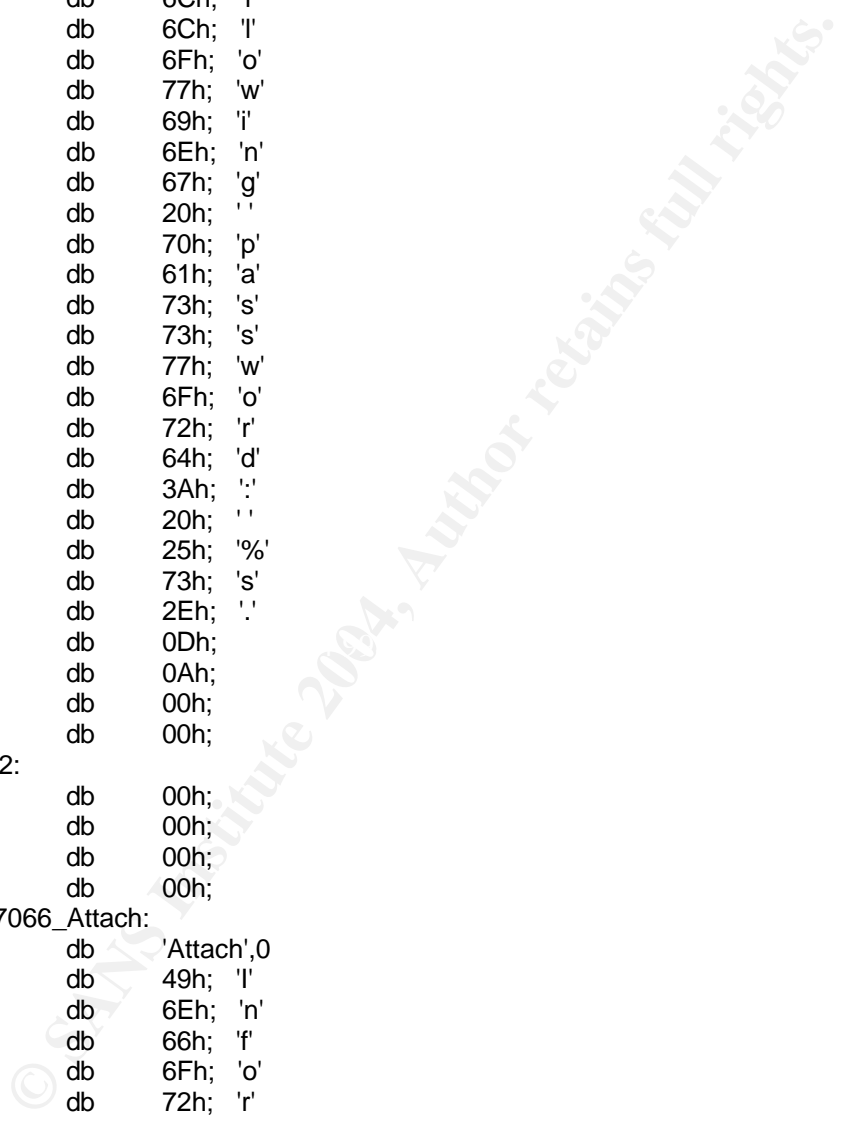 db 6Ch; 'l'
db 6Fh; 'o'
db 77h; 'w'
db 69h; 'i'
db 6Eh; 'n'
db 67h; 'g'
db 20h; ' '
db 70h; 'p'
db 61h; 'a'
db 73h; 's'
db 73h; 's'
db 77h; 'w'
db 6Fh; 'o'
db 72h; 'r'
db 64h; 'd'
db 3Ah; ':'
db 20h; ' '
db 25h; '%'
db 73h; 's'
db 2Eh; '.'
db 0Dh;
db 0Ah;
db 00h;
db 00h;
2:
db 00h;
db 00h;
db 00h;
db 00h;
7066_Attach:
db 'Attach',0
db 49h; 'I'
db 6Eh; 'n'
db 66h; 'f'
db 6Fh; 'o'
db 72h; 'r'
© SANS Institute 2004, Author retains full rights.